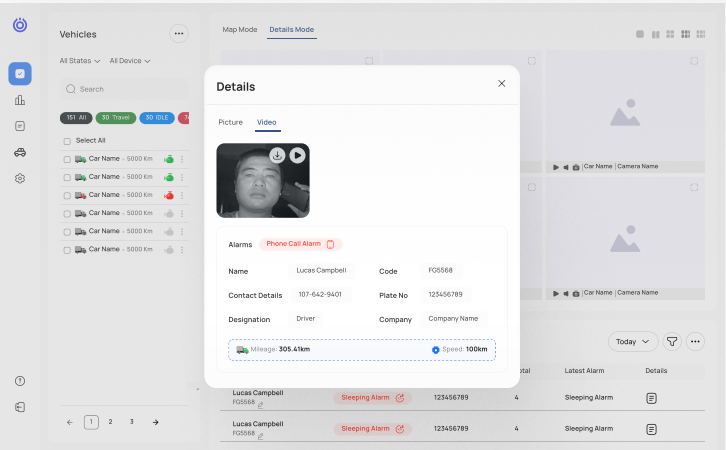 Vehicles
All States
All Device
Search
151 All
30 Travel
30 IDLE
Select All
Car Name - 5000 Km
Car Name - 5000 Km
Car Name - 5000 Km
Car Name - 5000 Km
Car Name - 5000 Km
Car Name - 5000 Km
1 2 3
Map Mode Details Mode
Car Name | Camera Name
Car Name | Camera Name
Details
Picture Video
Alarms Phone Call Alarm
Name Lucas Campbell Code FG5568
Contact Details 107-642-9401 Plate No 123456789
Designation Driver Company Company Name
Mileage: 305.41km Speed: 100km
Today
Latest Alarm Details
Lucas Campbell Sleeping Alarm 123456789 4 Sleeping Alarm
FG5568
Lucas Campbell Sleeping Alarm 123456789 4 Sleeping Alarm
FG5568